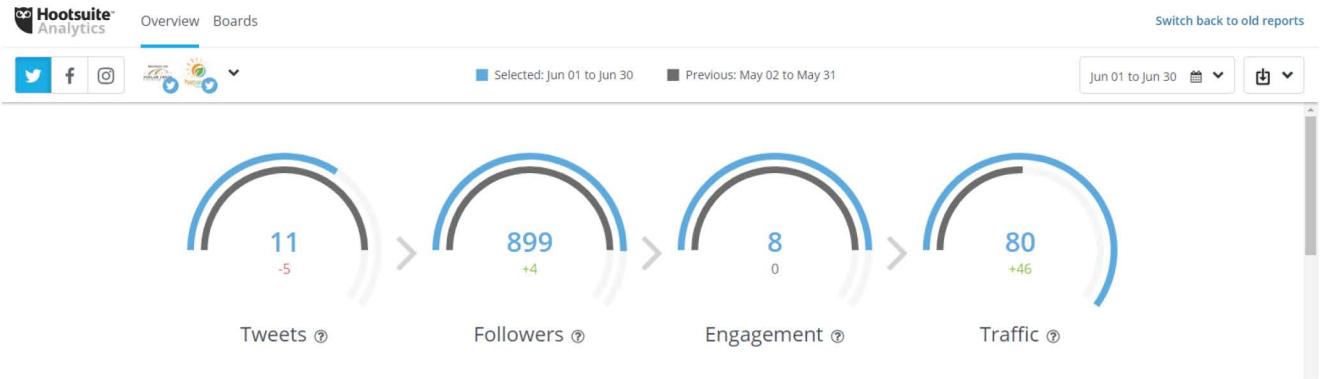 Hootsuite™
Analytics
Overview Boards
Switch back to old reports
Selected: Jun 01 to Jun 30
Previous: May 02 to May 31
Jun 01 to Jun 30
11
-5
899
+4
8
0
80
+46
Tweets ?
Followers ?
Engagement ?
Traffic ?